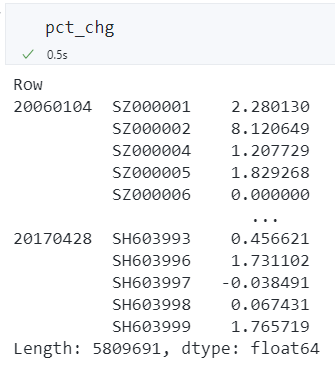 pct_chg
✓ 0.5s
Row
20060104 SZ000001 2.280130
SZ000002 8.120649
SZ000004 1.207729
SZ000005 1.829268
SZ000006 0.000000
...
20170428 SH603993 0.456621
SH603996 1.731102
SH603997 -0.038491
SH603998 0.067431
SH603999 1.765719
Length: 5809691, dtype: float64